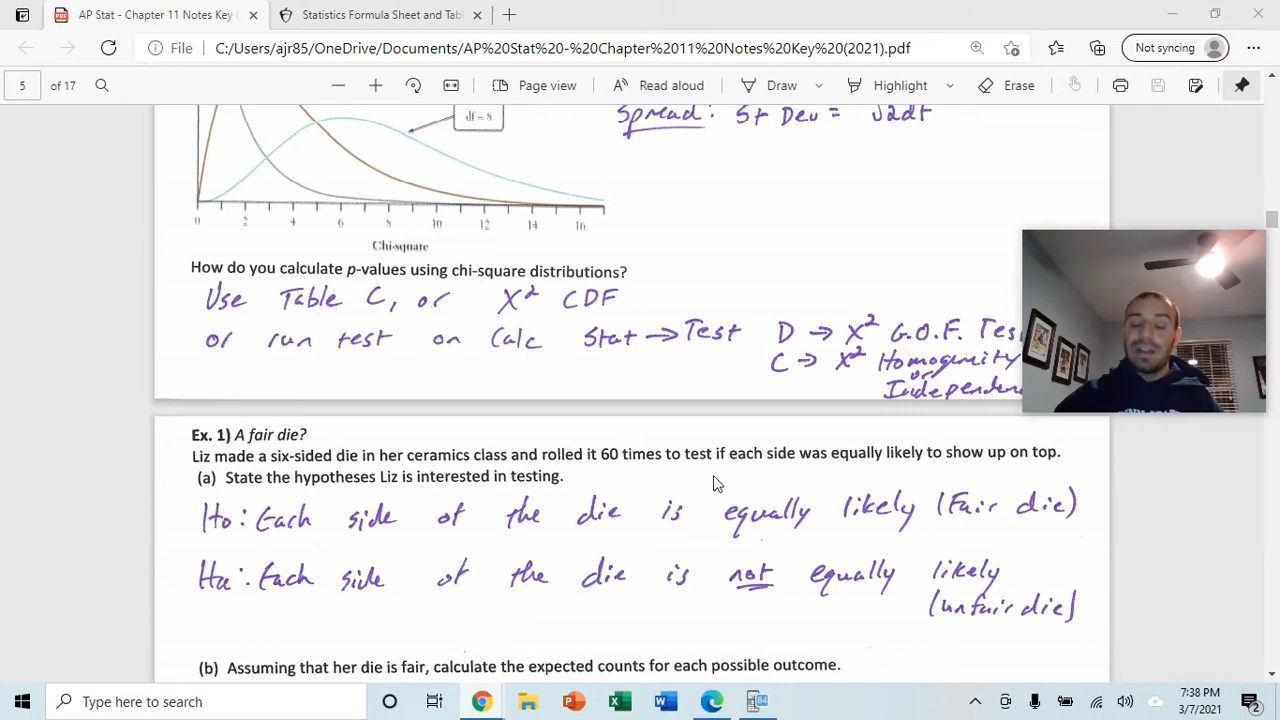 AP Stat - Chapter 11 Notes Key (
Statistics Formula Sheet and Tabl
File
C:/Users/ajr85/OneDrive/Documents/AP%20Stat%20-%20Chapter%2011%20Notes%20Key%20(2021).pdf
Not syncing
5 of 17
Page view
Read aloud
Draw
Highlight
Erase
df = 8
Spread: St Dev = √2df
0 2 4 6 8 10 12 14 16
Chi-square
How do you calculate p-values using chi-square distributions?
Use Table C, or X² CDF
or run test on Calc Stat → Test D → X² G.O.F. Tes
C → X² Homogeneity
or
Independen
Ex. 1) A fair die?
Liz made a six-sided die in her ceramics class and rolled it 60 times to test if each side was equally likely to show up on top.
(a) State the hypotheses Liz is interested in testing.
Ho: Each side of the die is equally likely (Fair die)
Ha: Each side of the die is not equally likely
(unfair die)
(b) Assuming that her die is fair, calculate the expected counts for each possible outcome.
Type here to search
7:38 PM
3/7/2021
2